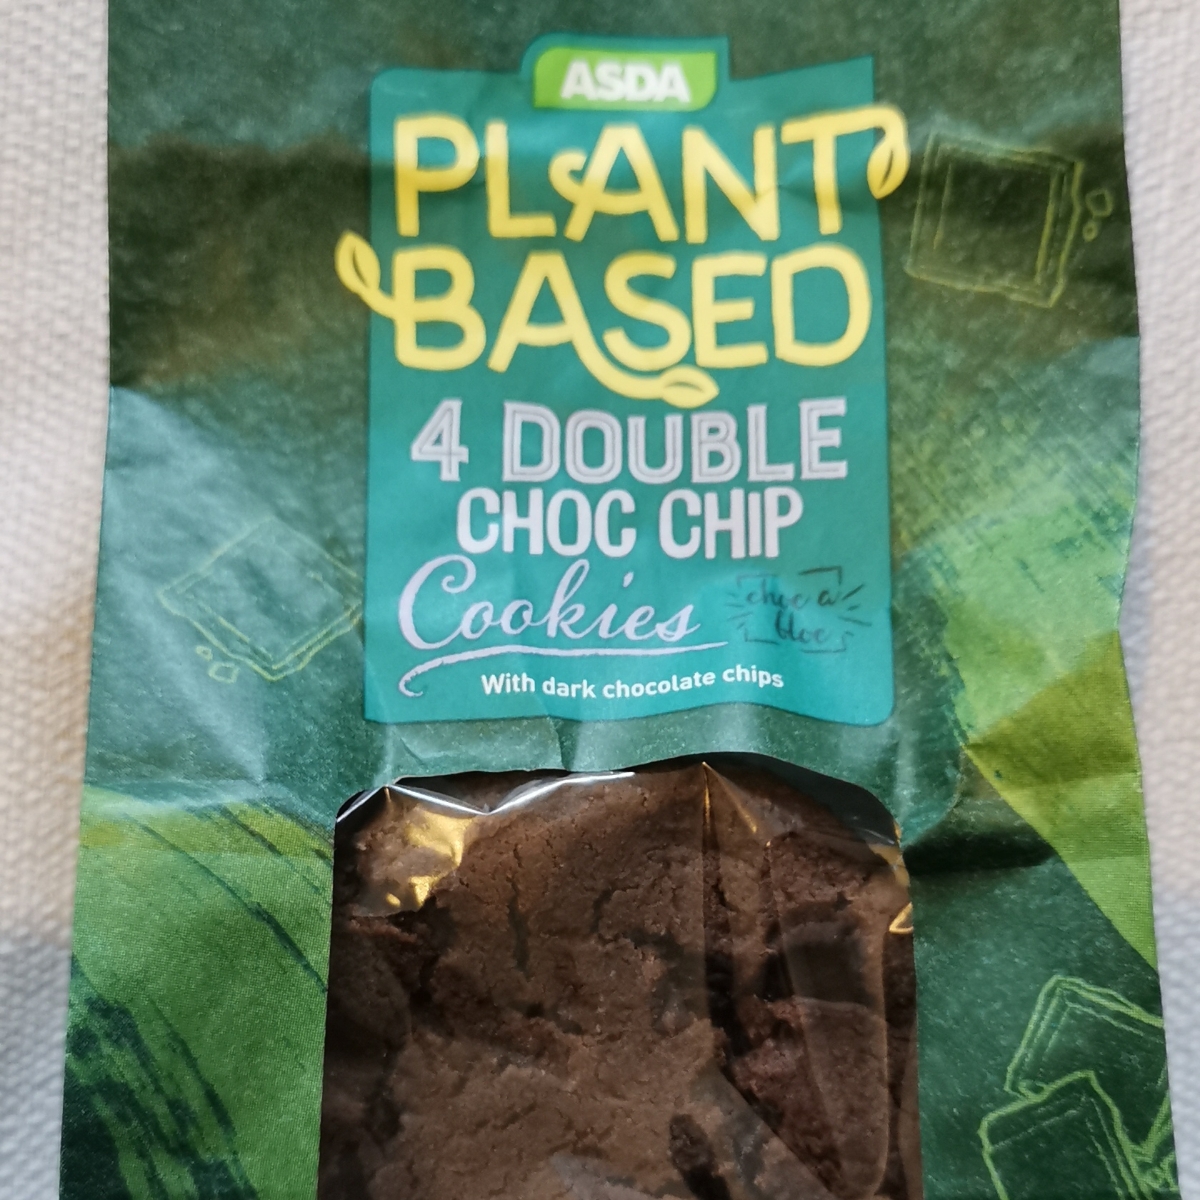 ASDA
PLANT
BASED
4 DOUBLE
CHOC CHIP
Cookies
choc a
bloc
With dark chocolate chips